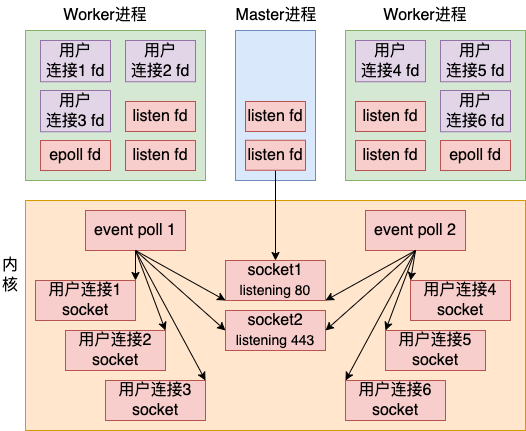 Worker进程
Master进程
Worker进程
用户
连接1 fd
用户
连接2 fd
用户
连接3 fd
listen fd
epoll fd
listen fd
listen fd
listen fd
用户
连接4 fd
用户
连接5 fd
listen fd
用户
连接6 fd
listen fd
epoll fd
内
核
event poll 1
event poll 2
socket1
listening 80
socket2
listening 443
用户连接1
socket
用户连接2
socket
用户连接3
socket
用户连接4
socket
用户连接5
socket
用户连接6
socket